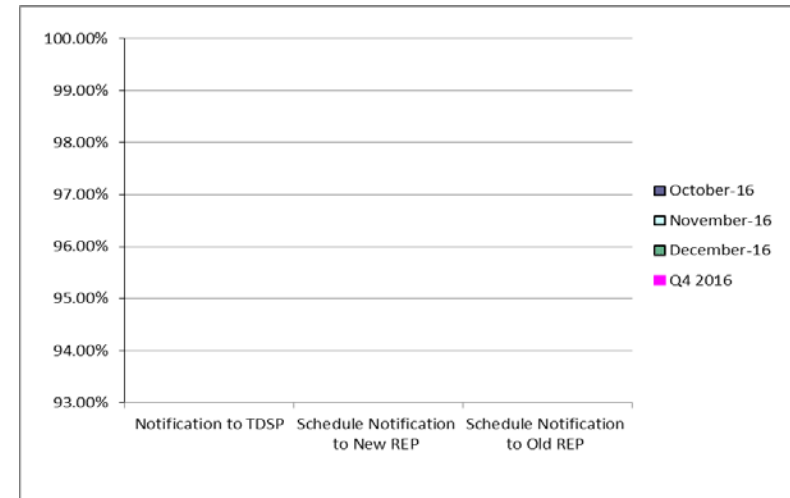 100.00%
99.00%
98.00%
97.00%
96.00%
95.00%
94.00%
93.00%
Notification to TDSP
Schedule Notification
to New REP
Schedule Notification
to Old REP
October-16
November-16
December-16
Q4 2016